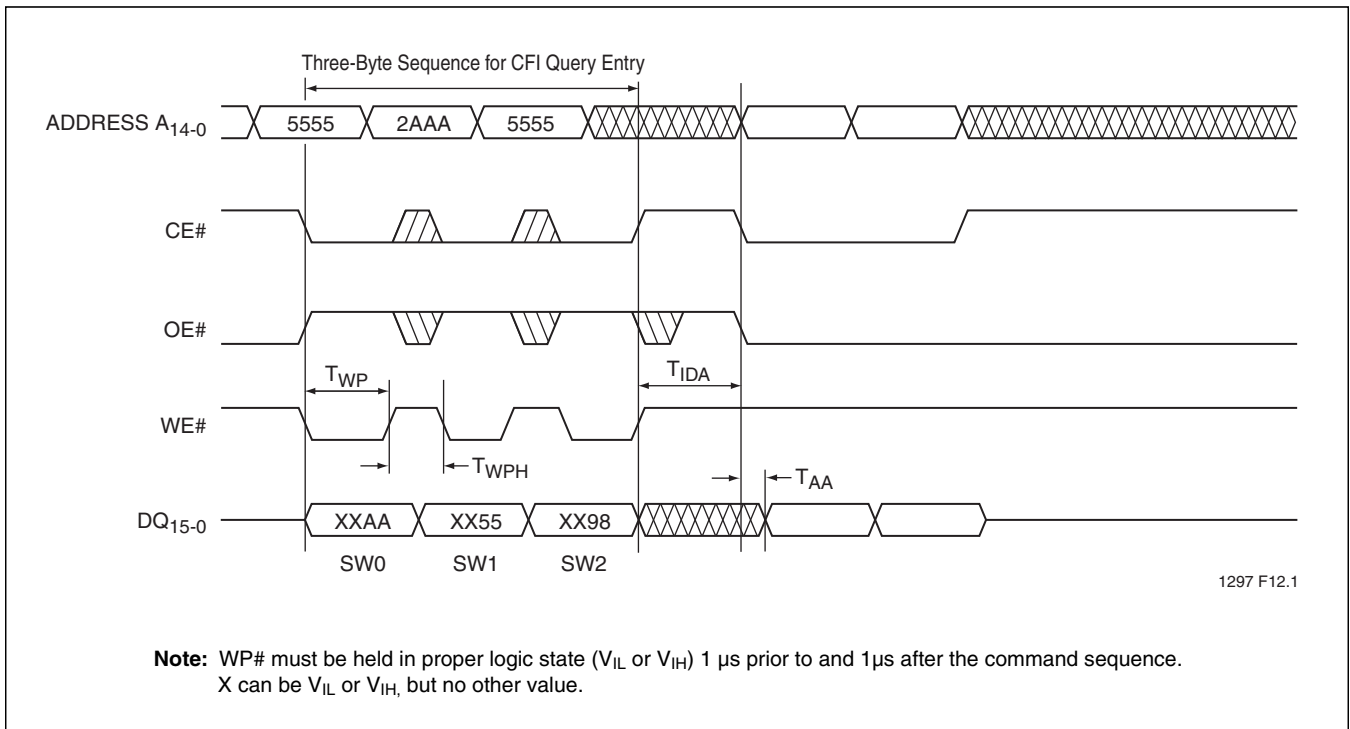 Three-Byte Sequence for CFI Query Entry
ADDRESS A14-0
5555
2AAA
5555
CE#
OE#
TWP
TIDA
WE#
TWPH
TAA
DQ15-0
XXAA
XX55
XX98
SW0
SW1
SW2
1297 F12.1
Note: WP# must be held in proper logic state (VIL or VIH) 1 µs prior to and 1µs after the command sequence.
X can be VIL or VIH, but no other value.